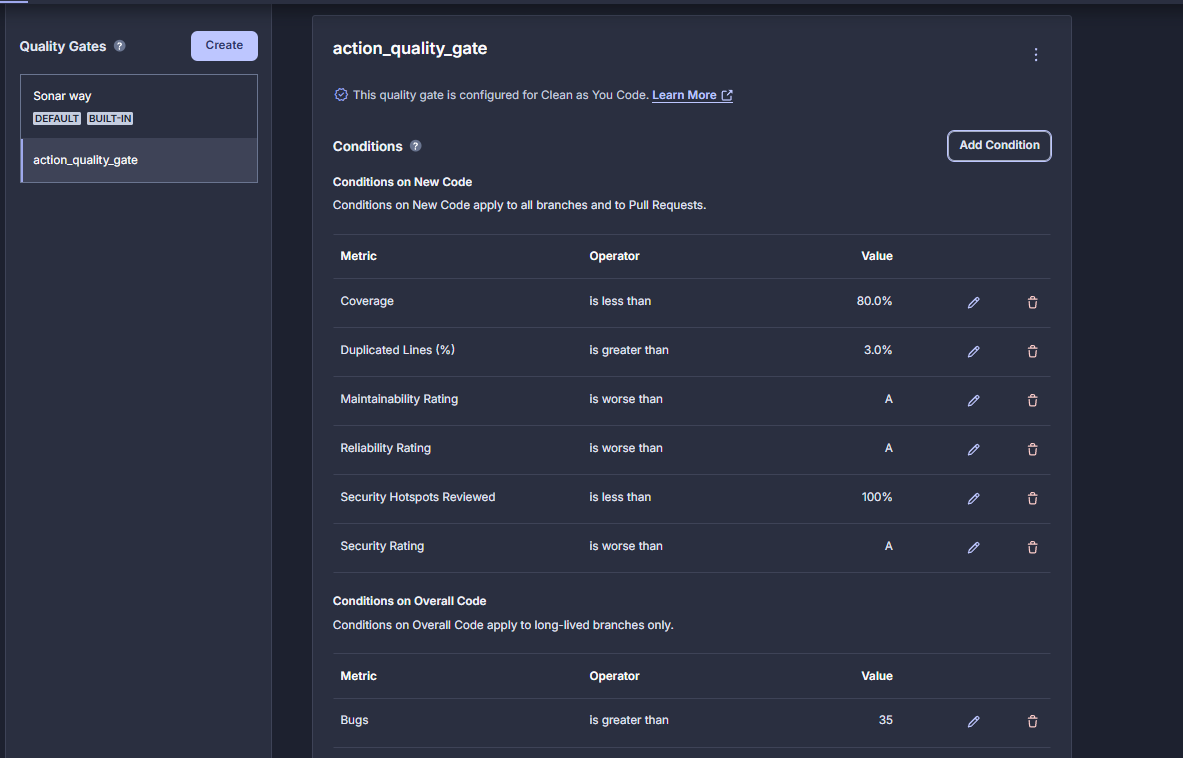 Quality Gates ?
Create
Sonar way
DEFAULT BUILT-IN
action_quality_gate
action_quality_gate
This quality gate is configured for Clean as You Code. Learn More
Conditions ?
Add Condition
Conditions on New Code
Conditions on New Code apply to all branches and to Pull Requests.
Metric Operator Value
Coverage is less than 80.0%
Duplicated Lines (%) is greater than 3.0%
Maintainability Rating is worse than A
Reliability Rating is worse than A
Security Hotspots Reviewed is less than 100%
Security Rating is worse than A
Conditions on Overall Code
Conditions on Overall Code apply to long-lived branches only.
Metric Operator Value
Bugs is greater than 35